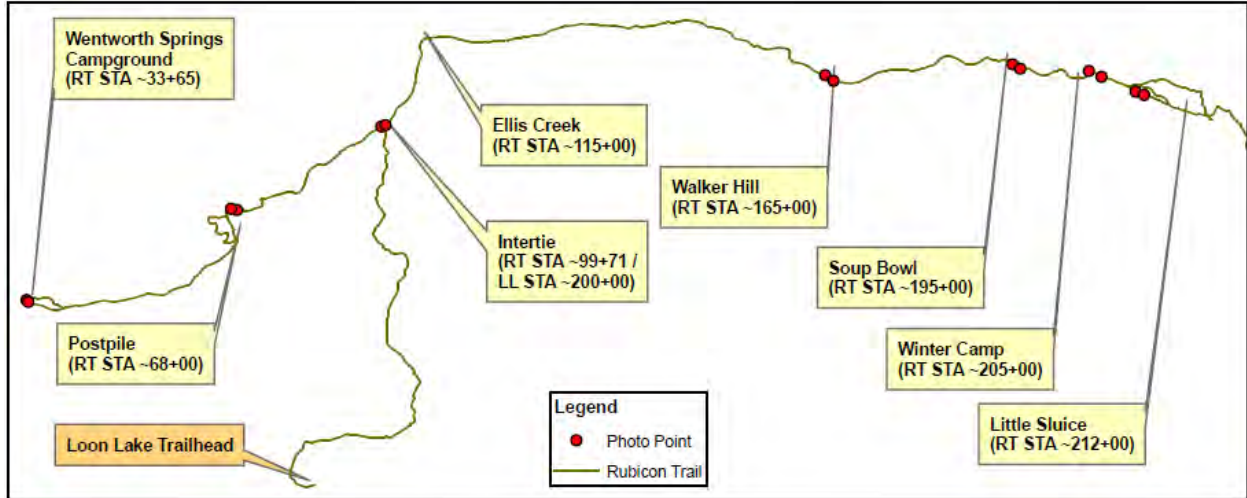 Wentworth Springs
Campground
(RT STA ~33+65)
Ellis Creek
(RT STA ~115+00)
Walker Hill
(RT STA ~165+00)
Intertie
(RT STA ~99+71 /
LL STA ~200+00)
Soup Bowl
(RT STA ~195+00)
Postpile
(RT STA ~68+00)
Winter Camp
(RT STA ~205+00)
Legend
Photo Point
Rubicon Trail
Little Sluice
(RT STA ~212+00)
Loon Lake Trailhead